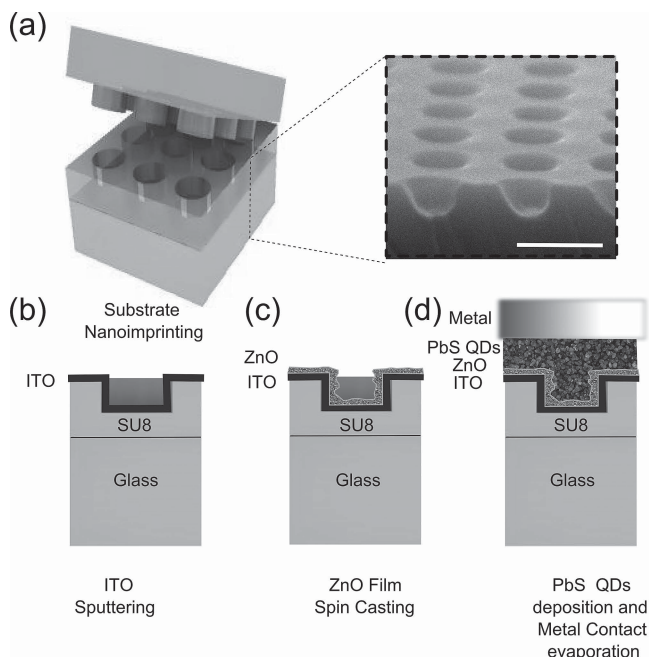 (a)
Substrate
Nanoimprinting
(b)
ITO
SU8
Glass
ITO
Sputtering
(c)
ZnO
ITO
SU8
Glass
ZnO Film
Spin Casting
(d)
Metal
PbS QDs
ZnO
ITO
SU8
Glass
PbS QDs
deposition and
Metal Contact
evaporation